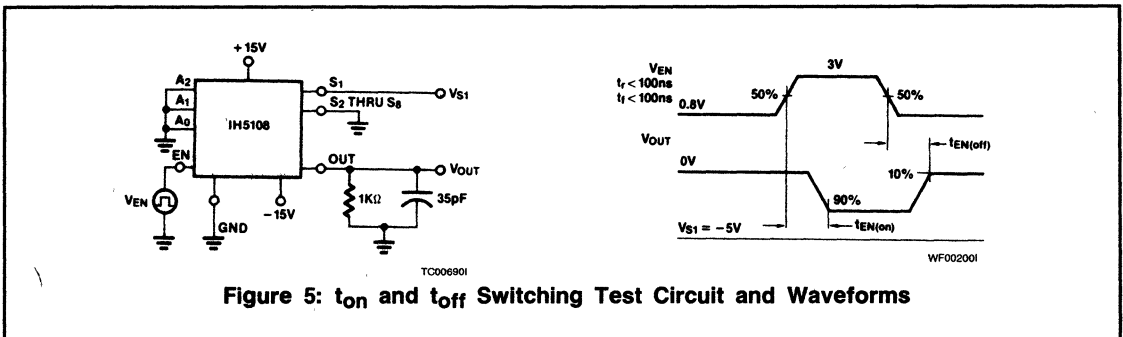 +15V
A2
A1
A0
EN
IH5108
S1
VS1
S2 THRU S8
OUT
VOUT
VEN
1KΩ
35pF
GND
-15V
TC00690I
VEN
tr < 100ns
tf < 100ns
0.8V
3V
50%
50%
VOUT
tEN(off)
0V
10%
90%
VS1 = -5V
tEN(on)
WF00200I
Figure 5: ton and toff Switching Test Circuit and Waveforms